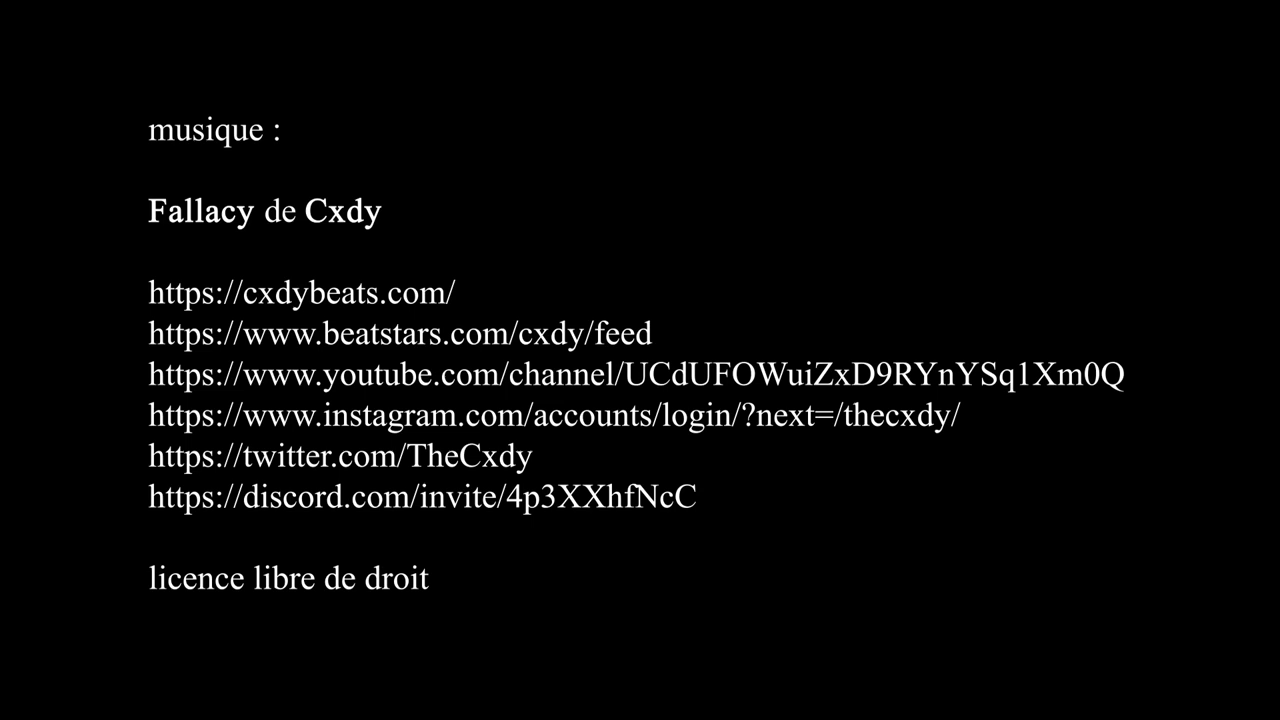 musique :
Fallacy de Cxdy
https://cxdybeats.com/
https://www.beatstars.com/cxdy/feed
https://www.youtube.com/channel/UCdUFOWuiZxD9RYnYSq1Xm0Q
https://www.instagram.com/accounts/login/?next=/thecxdy/
https://twitter.com/TheCxdy
https://discord.com/invite/4p3XXhfNcC
licence libre de droit